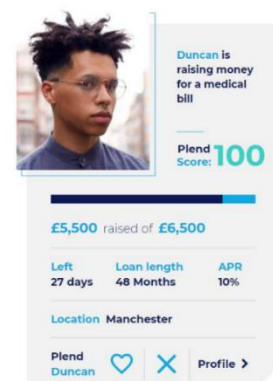 Duncan is
raising money
for a medical
bill
Plend
Score: 100
£5,500 raised of £6,500
Left Loan length APR
27 days 48 Months 10%
Location Manchester
Plend
Duncan
Profile >